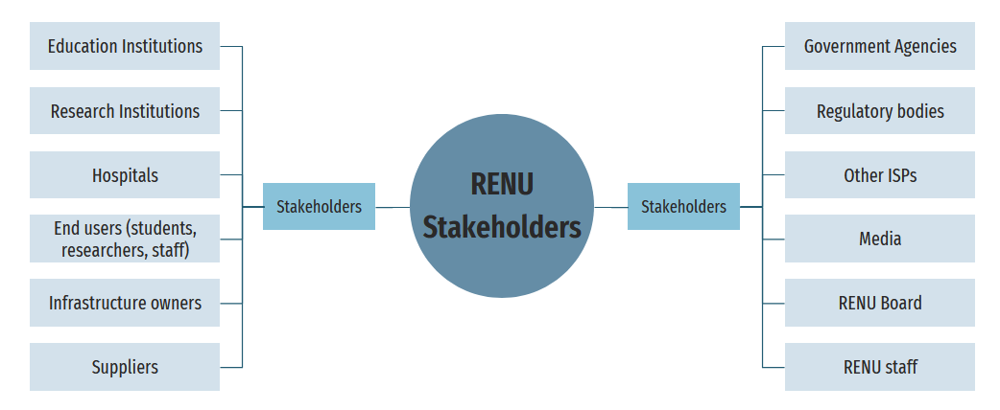 Education Institutions
Research Institutions
Hospitals
End users (students,
researchers, staff)
Infrastructure owners
Suppliers
Stakeholders
RENU
Stakeholders
Stakeholders
Government Agencies
Regulatory bodies
Other ISPs
Media
RENU Board
RENU staff